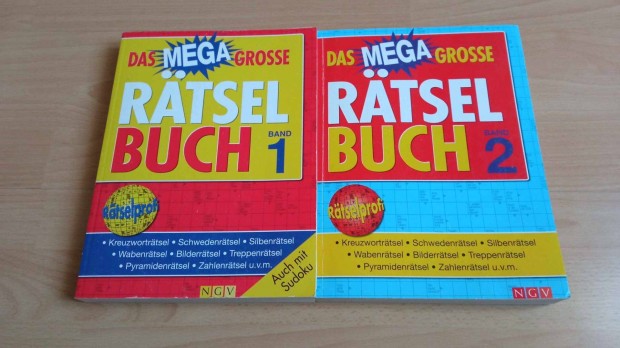 DAS MEGA GROSSE
RÄTSEL
BUCH BAND 1
Rätselprofi
• Kreuzworträtsel • Schwedenrätsel • Silbenrätsel
• Wabenrätsel • Bilderrätsel • Treppenrätsel
• Pyramidenrätsel • Zahlenrätsel u.v.m.
Auch mit
Sudoku
NGV
DAS MEGA GROSSE
RÄTSEL
BUCH BAND 2
Rätselprofi
• Kreuzworträtsel • Schwedenrätsel • Silbenrätsel
• Wabenrätsel • Bilderrätsel • Treppenrätsel
• Pyramidenrätsel • Zahlenrätsel u.v.m.
NGV